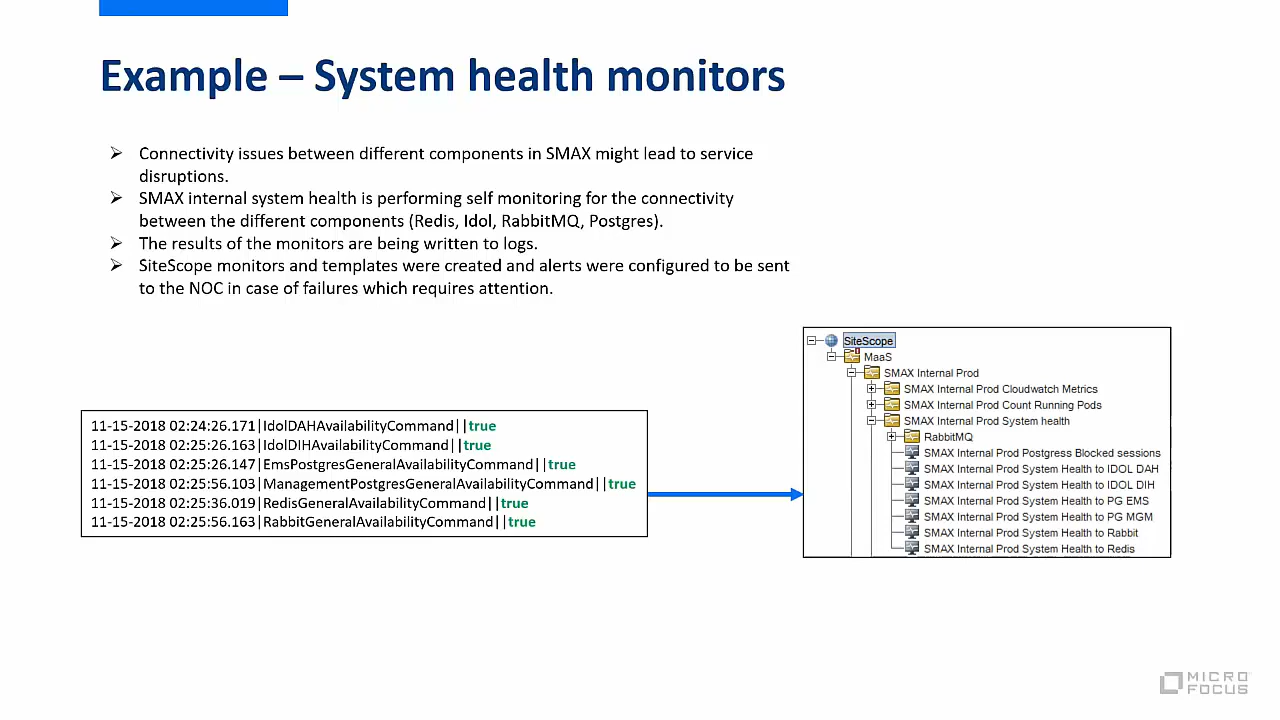 Example – System health monitors
Connectivity issues between different components in SMAX might lead to service
disruptions.
SMAX internal system health is performing self monitoring for the connectivity
between the different components (Redis, Idol, RabbitMQ, Postgres).
The results of the monitors are being written to logs.
SiteScope monitors and templates were created and alerts were configured to be sent
to the NOC in case of failures which requires attention.
11-15-2018 02:24:26.171|IdolDAHAvailabilityCommand||true
11-15-2018 02:25:26.163|IdolDIHAvailabilityCommand||true
11-15-2018 02:25:26.147|EmsPostgresGeneralAvailabilityCommand||true
11-15-2018 02:25:56.103|ManagementPostgresGeneralAvailabilityCommand||true
11-15-2018 02:25:36.019|RedisGeneralAvailabilityCommand||true
11-15-2018 02:25:56.163|RabbitGeneralAvailabilityCommand||true
SiteScope
MaaS
SMAX Internal Prod
SMAX Internal Prod Cloudwatch Metrics
SMAX Internal Prod Count Running Pods
SMAX Internal Prod System health
RabbitMQ
SMAX Internal Prod Postgress Blocked sessions
SMAX Internal Prod System Health to IDOL DAH
SMAX Internal Prod System Health to IDOL DIH
SMAX Internal Prod System Health to PG EMS
SMAX Internal Prod System Health to PG MGM
SMAX Internal Prod System Health to Rabbit
SMAX Internal Prod System Health to Redis
MICRO
FOCUS